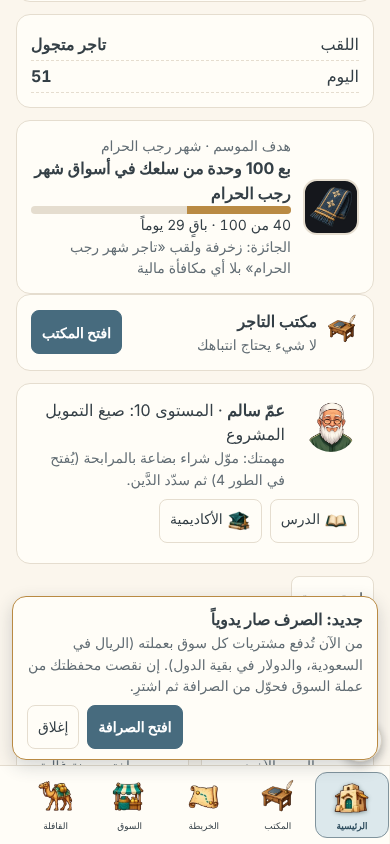 اللقب
تاجر متجول
اليوم
51
هدف الموسم · شهر رجب الحرام
بع 100 وحدة من سلعك في أسواق شهر
رجب الحرام
40 من 100 · باقٍ 29 يوماً
الجائزة: زخرفة ولقب «تاجر شهر رجب
الحرام» بلا أي مكافأة مالية
مكتب التاجر
لا شيء يحتاج انتباهك
افتح المكتب
عمّ سالم · المستوى 10: صيغ التمويل
المشروع
مهمتك: موّل شراء بضاعة بالمرابحة (يُفتح
في الطور 4) ثم سدّد الدَّين.
الدرس
الأكاديمية
جديد: الصرف صار يدوياً
من الآن تُدفع مشتريات كل سوق بعملته (الريال في
السعودية، والدولار في بقية الدول). إن نقصت محفظتك من
عملة السوق فحوّل من الصرافة ثم اشترِ.
افتح الصرافة
إغلاق
الرئيسية
المكتب
الخريطة
السوق
القافلة